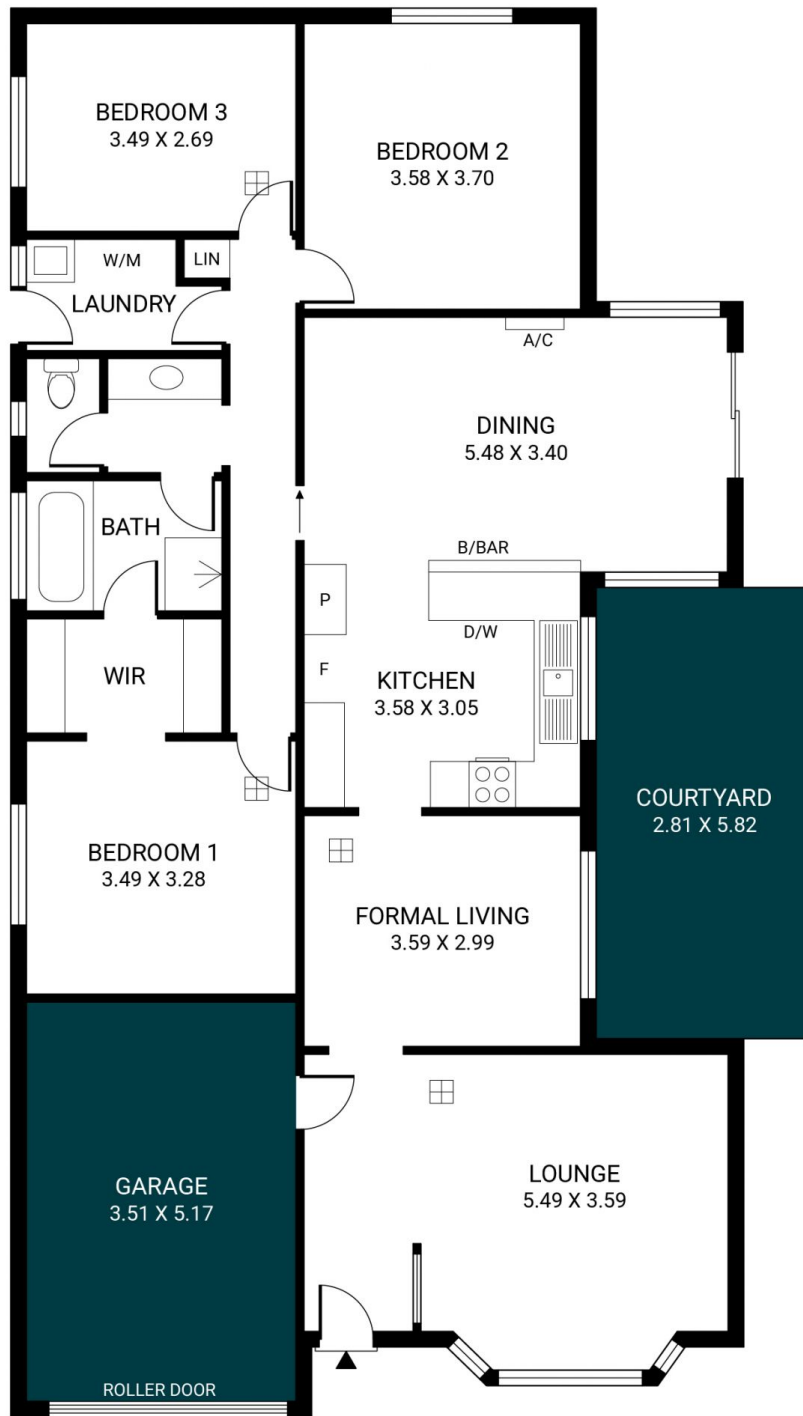 BEDROOM 3
3.49 X 2.69
BEDROOM 2
3.58 X 3.70
W/M
LIN
LAUNDRY
A/C
DINING
5.48 X 3.40
BATH
B/BAR
P
D/W
F
WIR
KITCHEN
3.58 X 3.05
COURTYARD
2.81 X 5.82
BEDROOM 1
3.49 X 3.28
FORMAL LIVING
3.59 X 2.99
GARAGE
3.51 X 5.17
LOUNGE
5.49 X 3.59
ROLLER DOOR